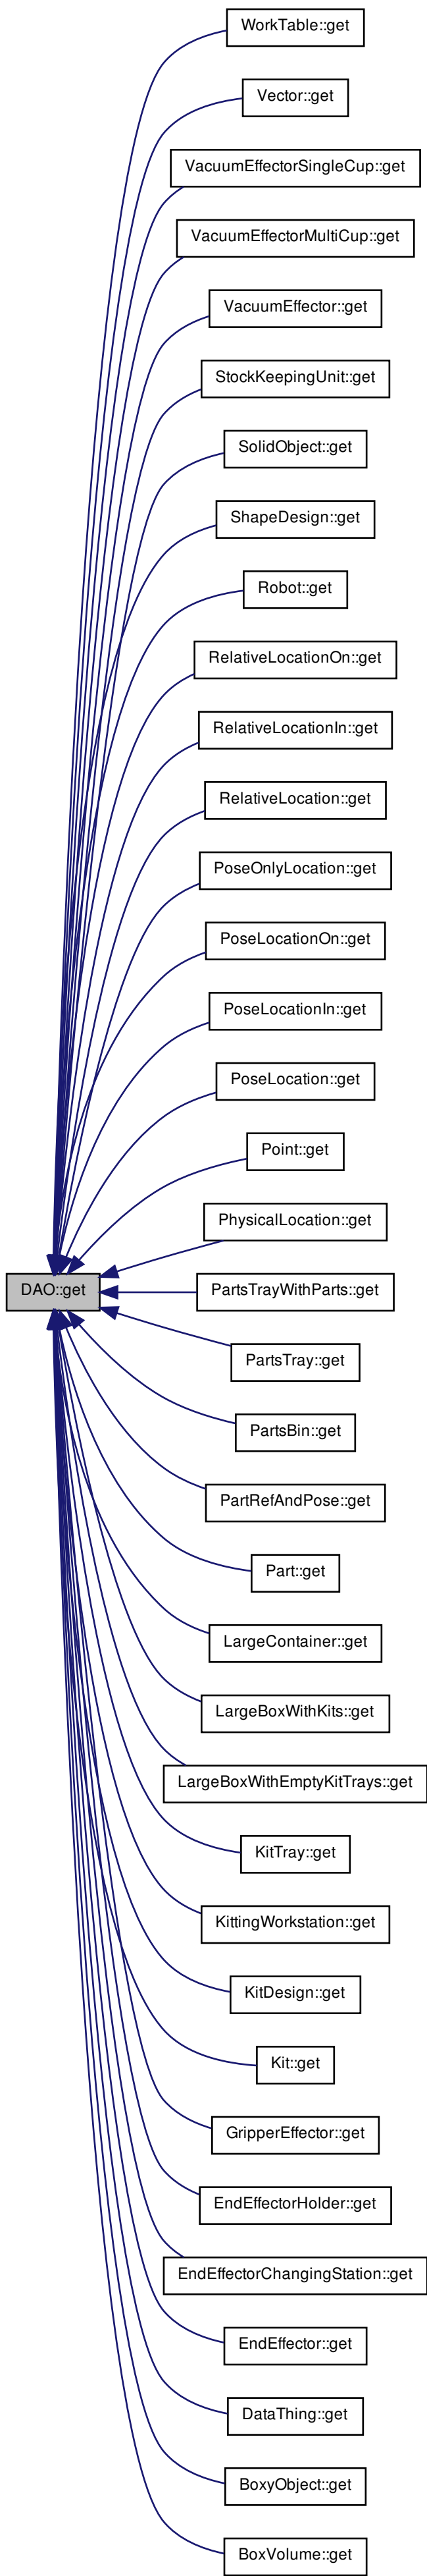 WorkTable::get
Vector::get
VacuumEffectorSingleCup::get
VacuumEffectorMultiCup::get
VacuumEffector::get
StockKeepingUnit::get
SolidObject::get
ShapeDesign::get
Robot::get
RelativeLocationOn::get
RelativeLocationIn::get
RelativeLocation::get
PoseOnlyLocation::get
PoseLocationOn::get
PoseLocationIn::get
PoseLocation::get
Point::get
PhysicalLocation::get
DAO::get
PartsTrayWithParts::get
PartsTray::get
PartsBin::get
PartRefAndPose::get
Part::get
LargeContainer::get
LargeBoxWithKits::get
LargeBoxWithEmptyKitTrays::get
KitTray::get
KittingWorkstation::get
KitDesign::get
Kit::get
GripperEffector::get
EndEffectorHolder::get
EndEffectorChangingStation::get
EndEffector::get
DataThing::get
BoxyObject::get
BoxVolume::get